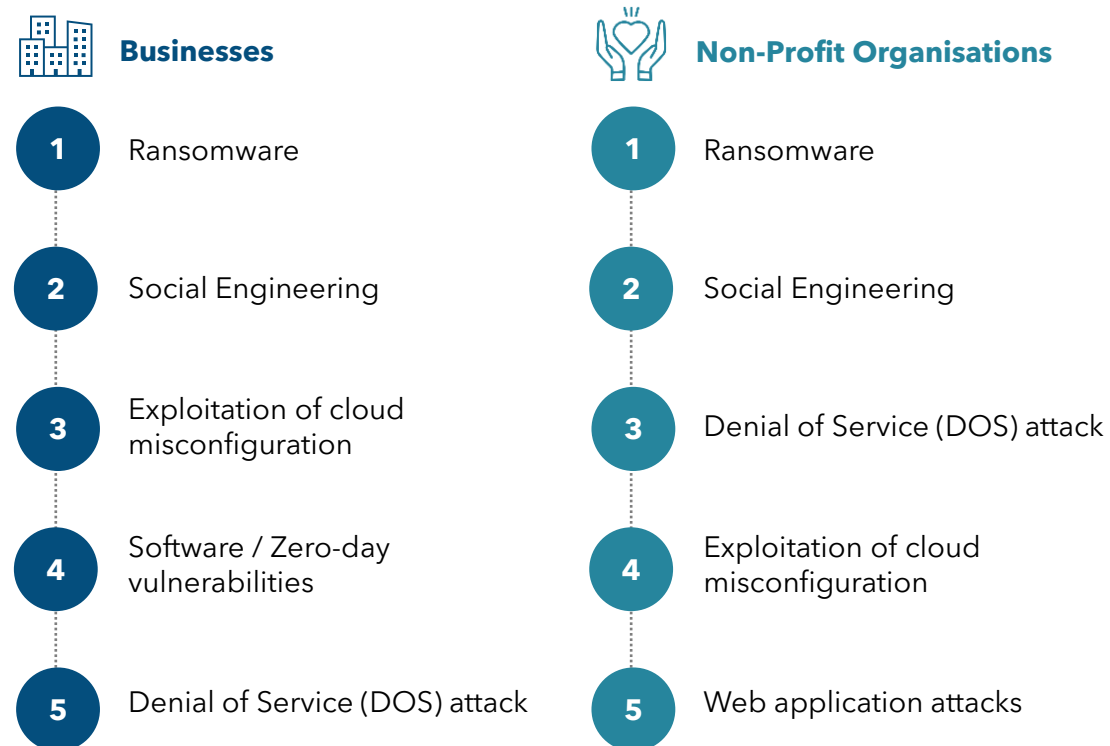 Businesses
1
Ransomware
2
Social Engineering
3
Exploitation of cloud
misconfiguration
4
Software / Zero-day
vulnerabilities
5
Denial of Service (DOS) attack
Non-Profit Organisations
1
Ransomware
2
Social Engineering
3
Denial of Service (DOS) attack
4
Exploitation of cloud
misconfiguration
5
Web application attacks